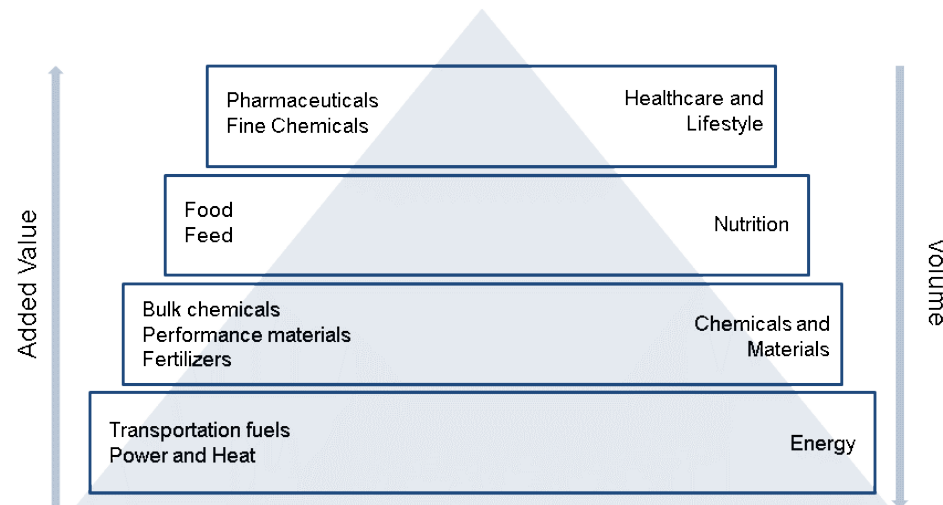 Pharmaceuticals
Fine Chemicals
Healthcare and
Lifestyle
Food
Feed
Nutrition
Bulk chemicals
Performance materials
Fertilizers
Chemicals and
Materials
Transportation fuels
Power and Heat
Energy
Added Value
Volume